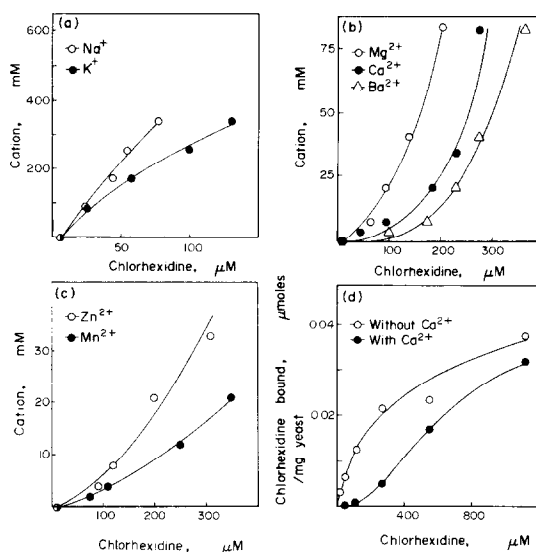 (a)
600
400
200
Na⁺
K⁺
Cation, mM
50
100
Chlorhexidine, μM
(b)
75
50
25
Mg²⁺
Ca²⁺
Ba²⁺
Cation, mM
100
200
300
Chlorhexidine, μM
(c)
30
20
10
0
Zn²⁺
Mn²⁺
Cation, mM
100
200
300
Chlorhexidine, μM
(d)
0.04
0.02
Without Ca²⁺
With Ca²⁺
Chlorhexidine bound, μmoles
/mg yeast
400
800
Chlorhexidine, μM